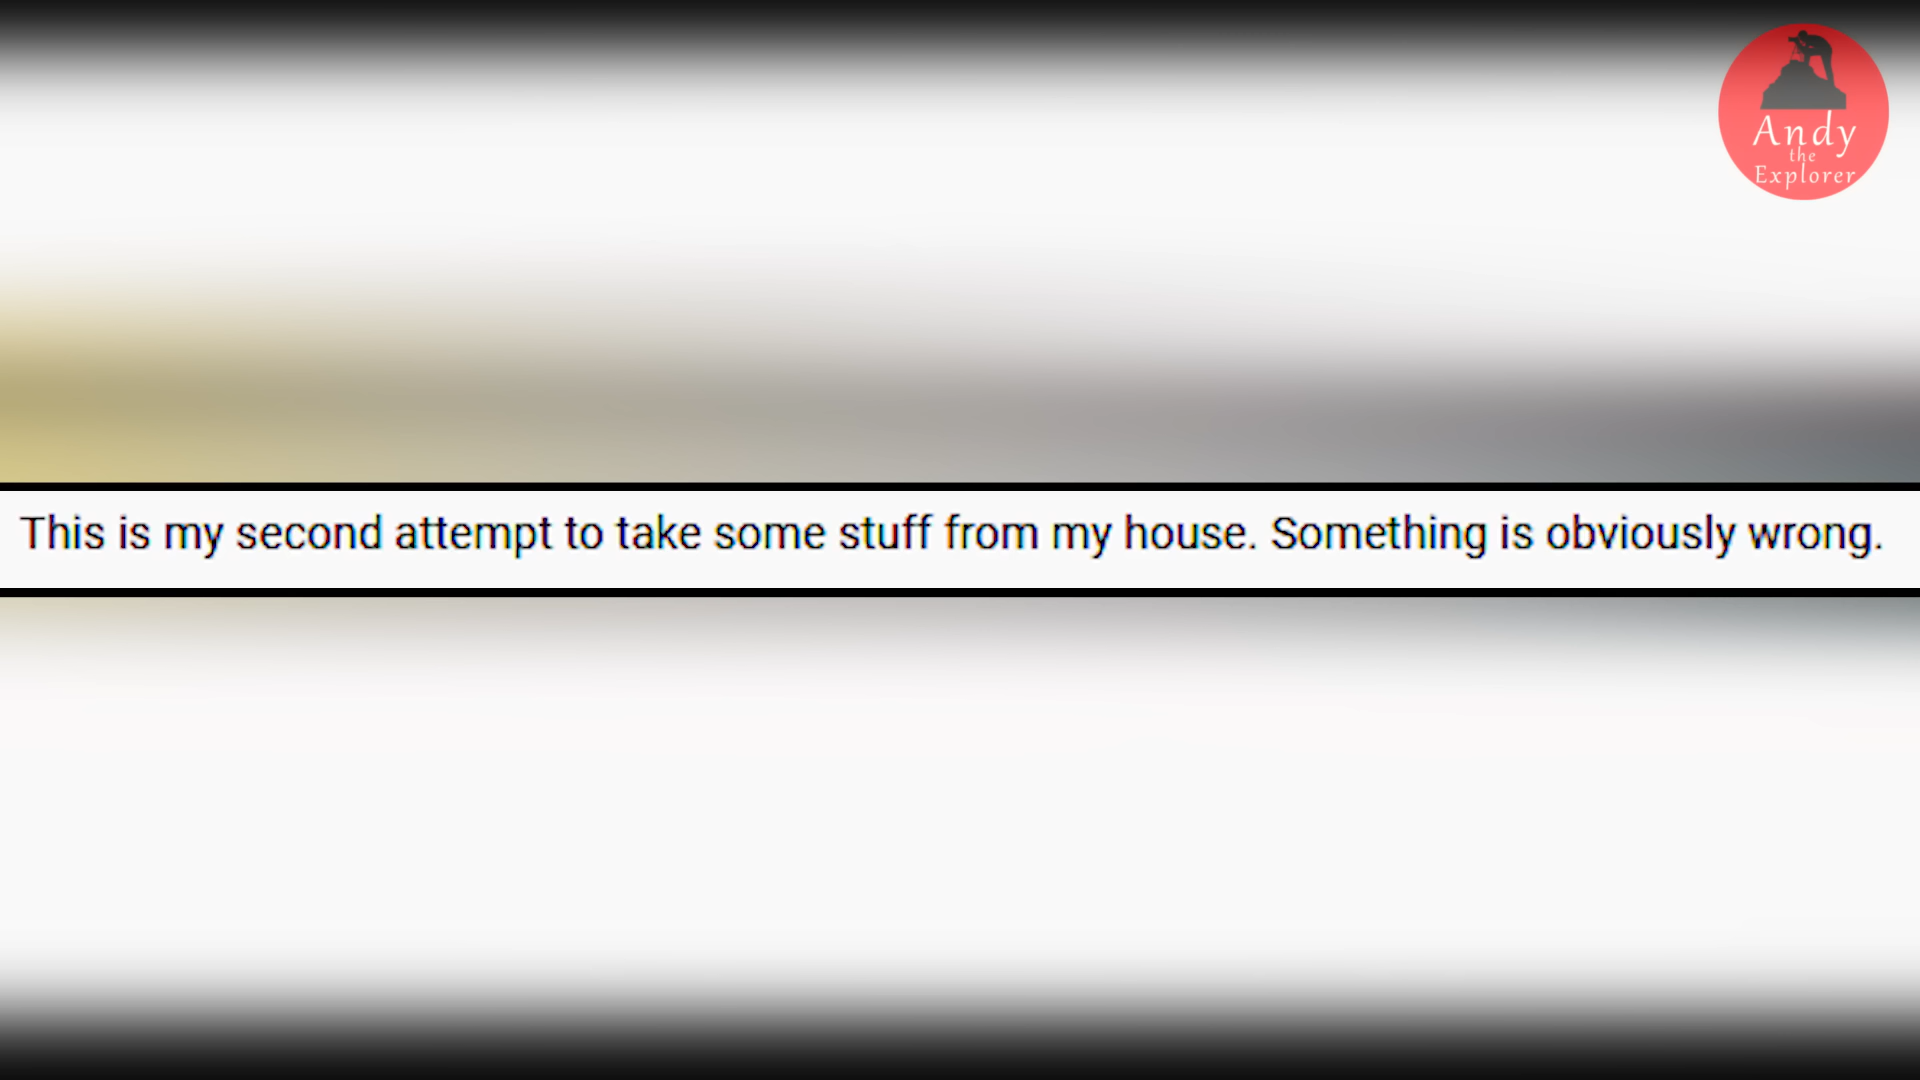 Andy
the
Explorer
This is my second attempt to take some stuff from my house. Something is obviously wrong.